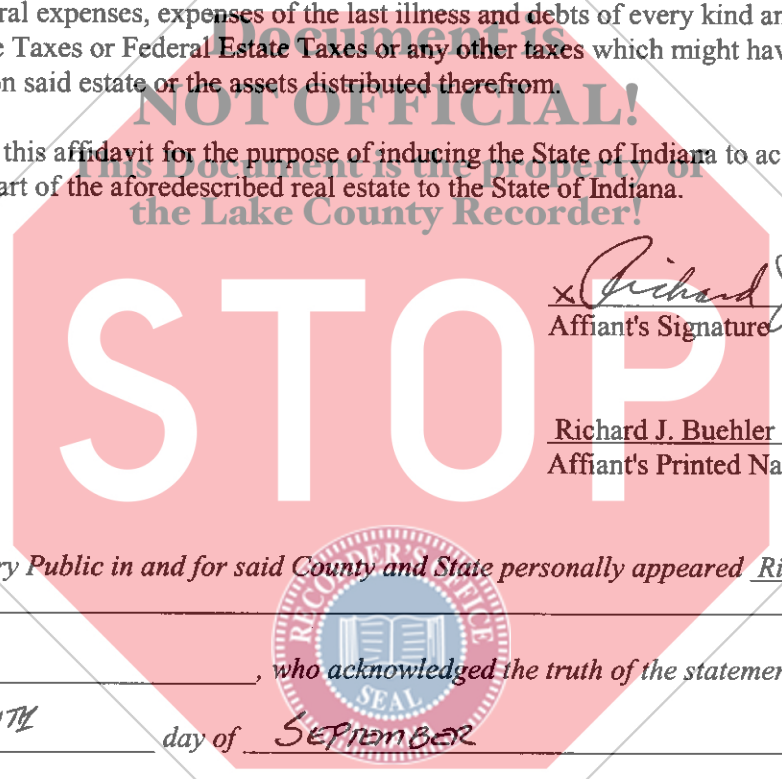 ral expenses, expenses of the last illness and debts of every kind an
Document is
e Taxes or Federal Estate Taxes or any other taxes which might hav
on said estate or the assets distributed therefrom.
NOT OFFICIAL!
this affidavit for the purpose of inducing the State of Indiana to ac
This Document is the property of
art of the aforedescribed real estate to the State of Indiana.
the Lake County Recorder!
STOP
x Richard J
Affiant's Signature
Richard J. Buehler
Affiant's Printed Na
ry Public in and for said County and State personally appeared Ri
RECORDER'S OFFICE
, who acknowledged the truth of the statemen
SEAL
TH day of SEPTEMBER